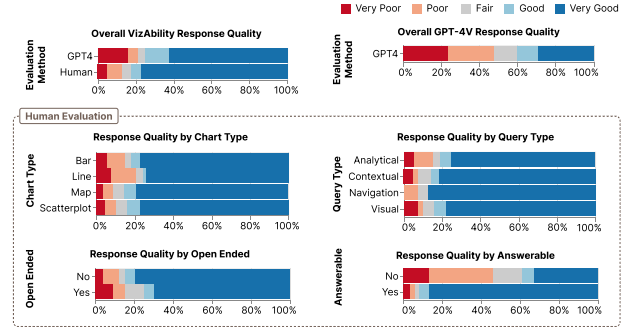 Very Poor Poor Fair Good Very Good
Overall VizAbility Response Quality
Evaluation
Method
GPT4
Human
0% 20% 40% 60% 80% 100%
Overall GPT-4V Response Quality
Evaluation
Method
GPT4
0% 20% 40% 60% 80% 100%
Human Evaluation
Response Quality by Chart Type
Chart Type
Bar
Line
Map
Scatterplot
0% 20% 40% 60% 80% 100%
Response Quality by Query Type
Query Type
Analytical
Contextual
Navigation
Visual
0% 20% 40% 60% 80% 100%
Response Quality by Open Ended
Open Ended
No
Yes
0% 20% 40% 60% 80% 100%
Response Quality by Answerable
Answerable
No
Yes
0% 20% 40% 60% 80% 100%